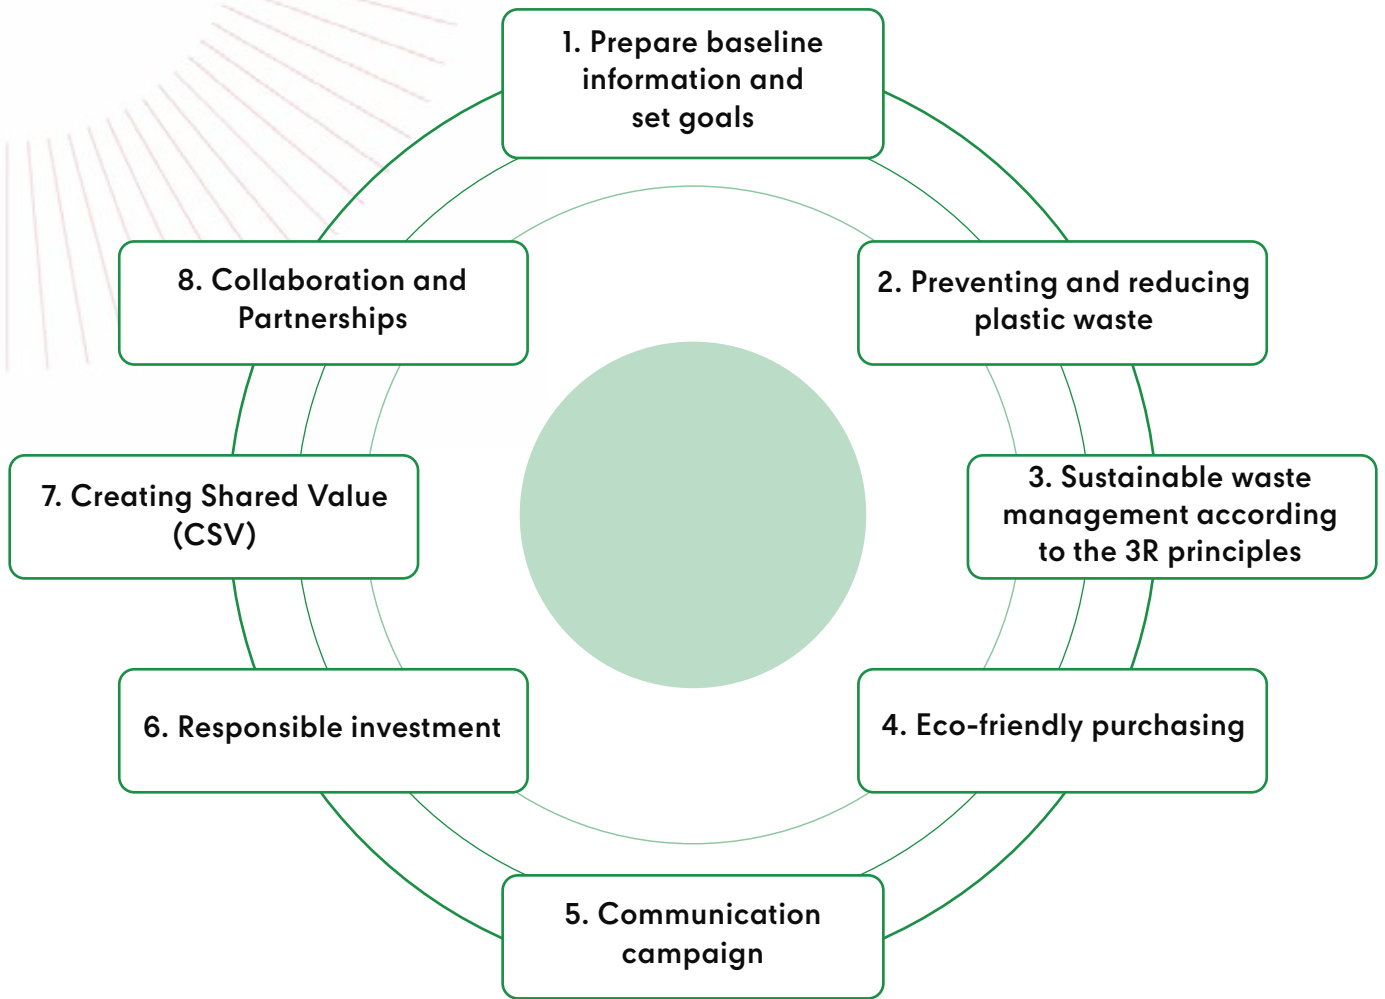 1. Prepare baseline
information and
set goals
2. Preventing and reducing
plastic waste
3. Sustainable waste
management according
to the 3R principles
4. Eco-friendly purchasing
5. Communication
campaign
6. Responsible investment
7. Creating Shared Value
(CSV)
8. Collaboration and
Partnerships